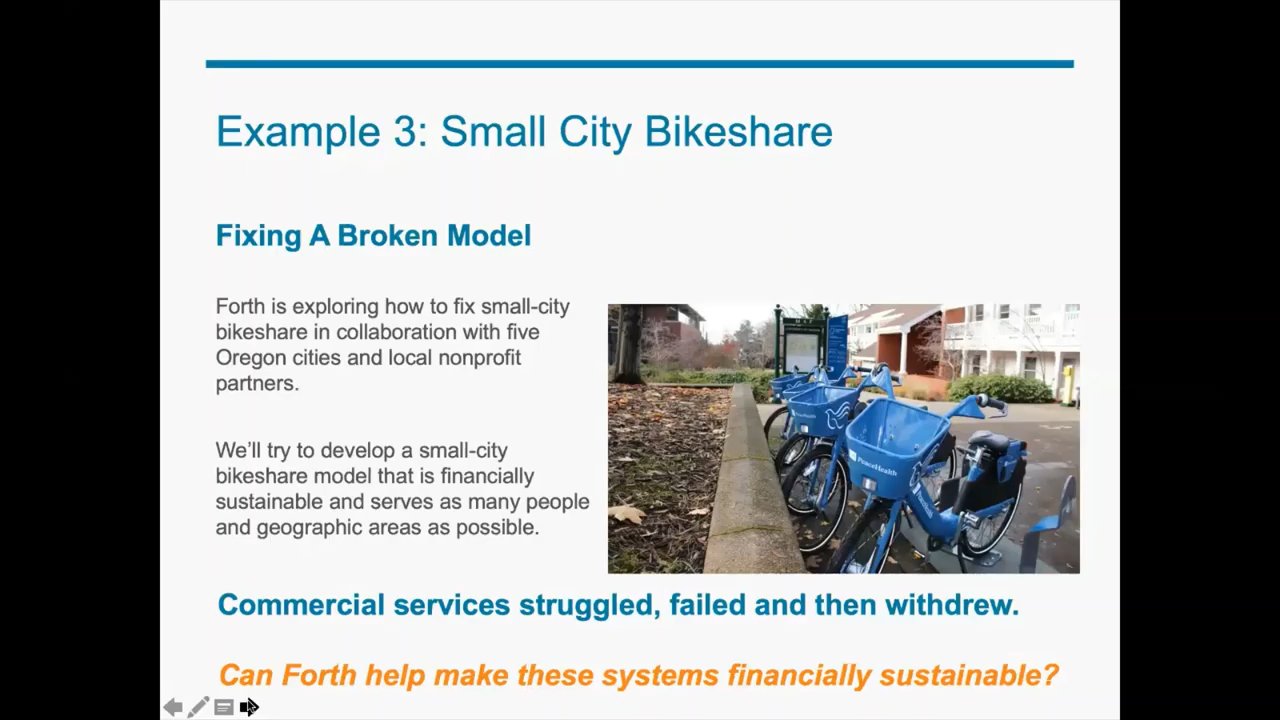 Example 3: Small City Bikeshare
Fixing A Broken Model
Forth is exploring how to fix small-city
bikeshare in collaboration with five
Oregon cities and local nonprofit
partners.
We’ll try to develop a small-city
bikeshare model that is financially
sustainable and serves as many people
and geographic areas as possible.
PeaceHealth
Commercial services struggled, failed and then withdrew.
Can Forth help make these systems financially sustainable?